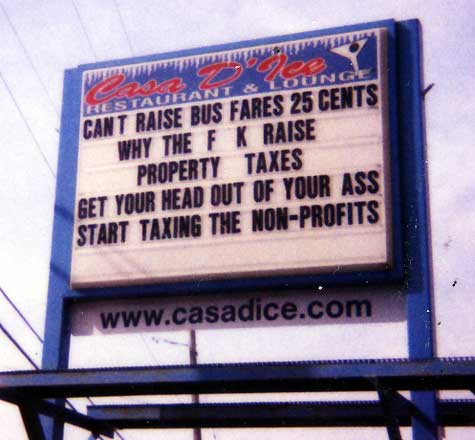 Casa D'Ice
RESTAURANT & LOUNGE
CAN T RAISE BUS FARES 25 CENTS
WHY THE F K RAISE
PROPERTY TAXES
GET YOUR HEAD OUT OF YOUR ASS
START TAXING THE NON-PROFITS
www.casadice.com